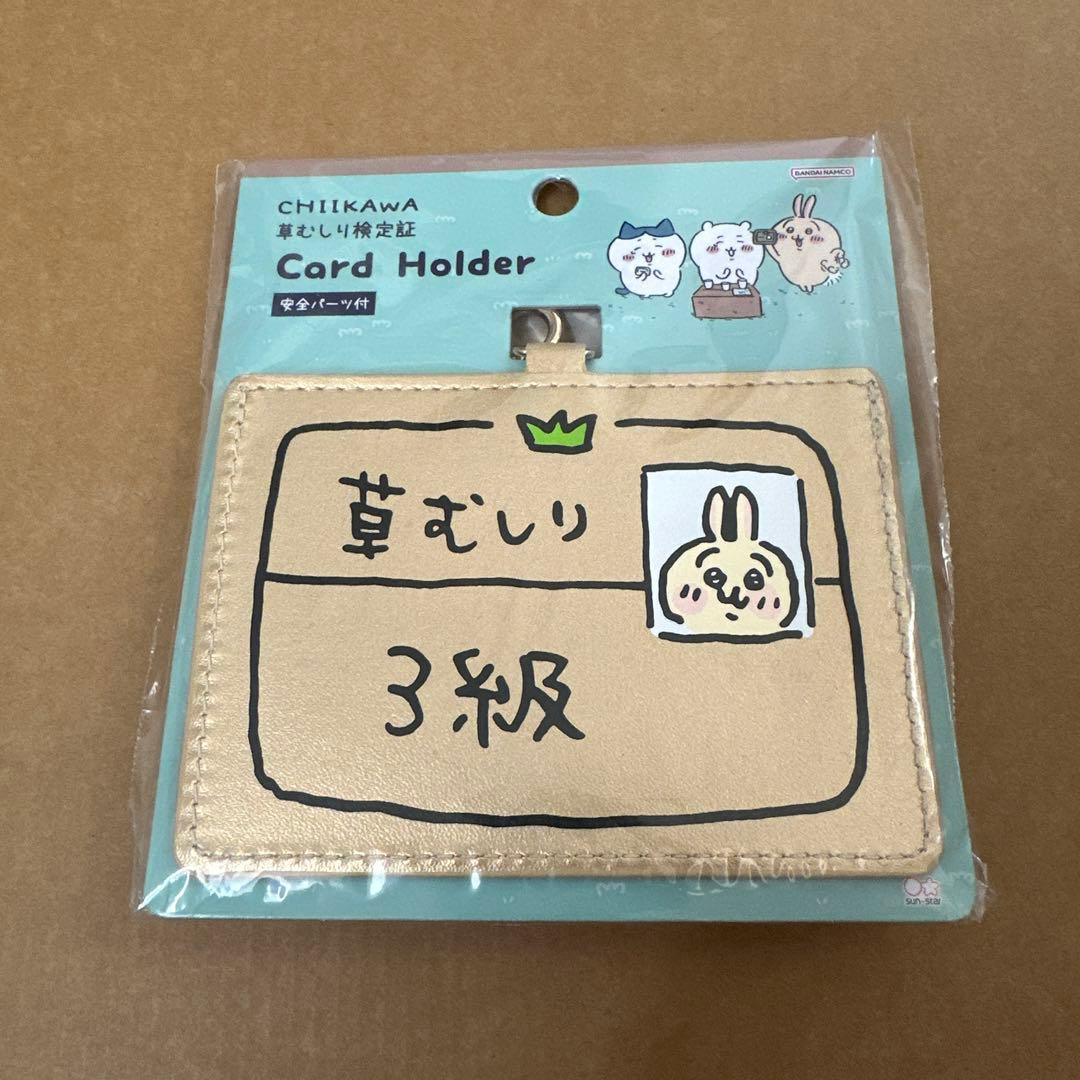 BANDAI NAMCO
CHIIKAWA
草むしり検定証
Card Holder
安全パーツ付
草むしり
3級
sun-star